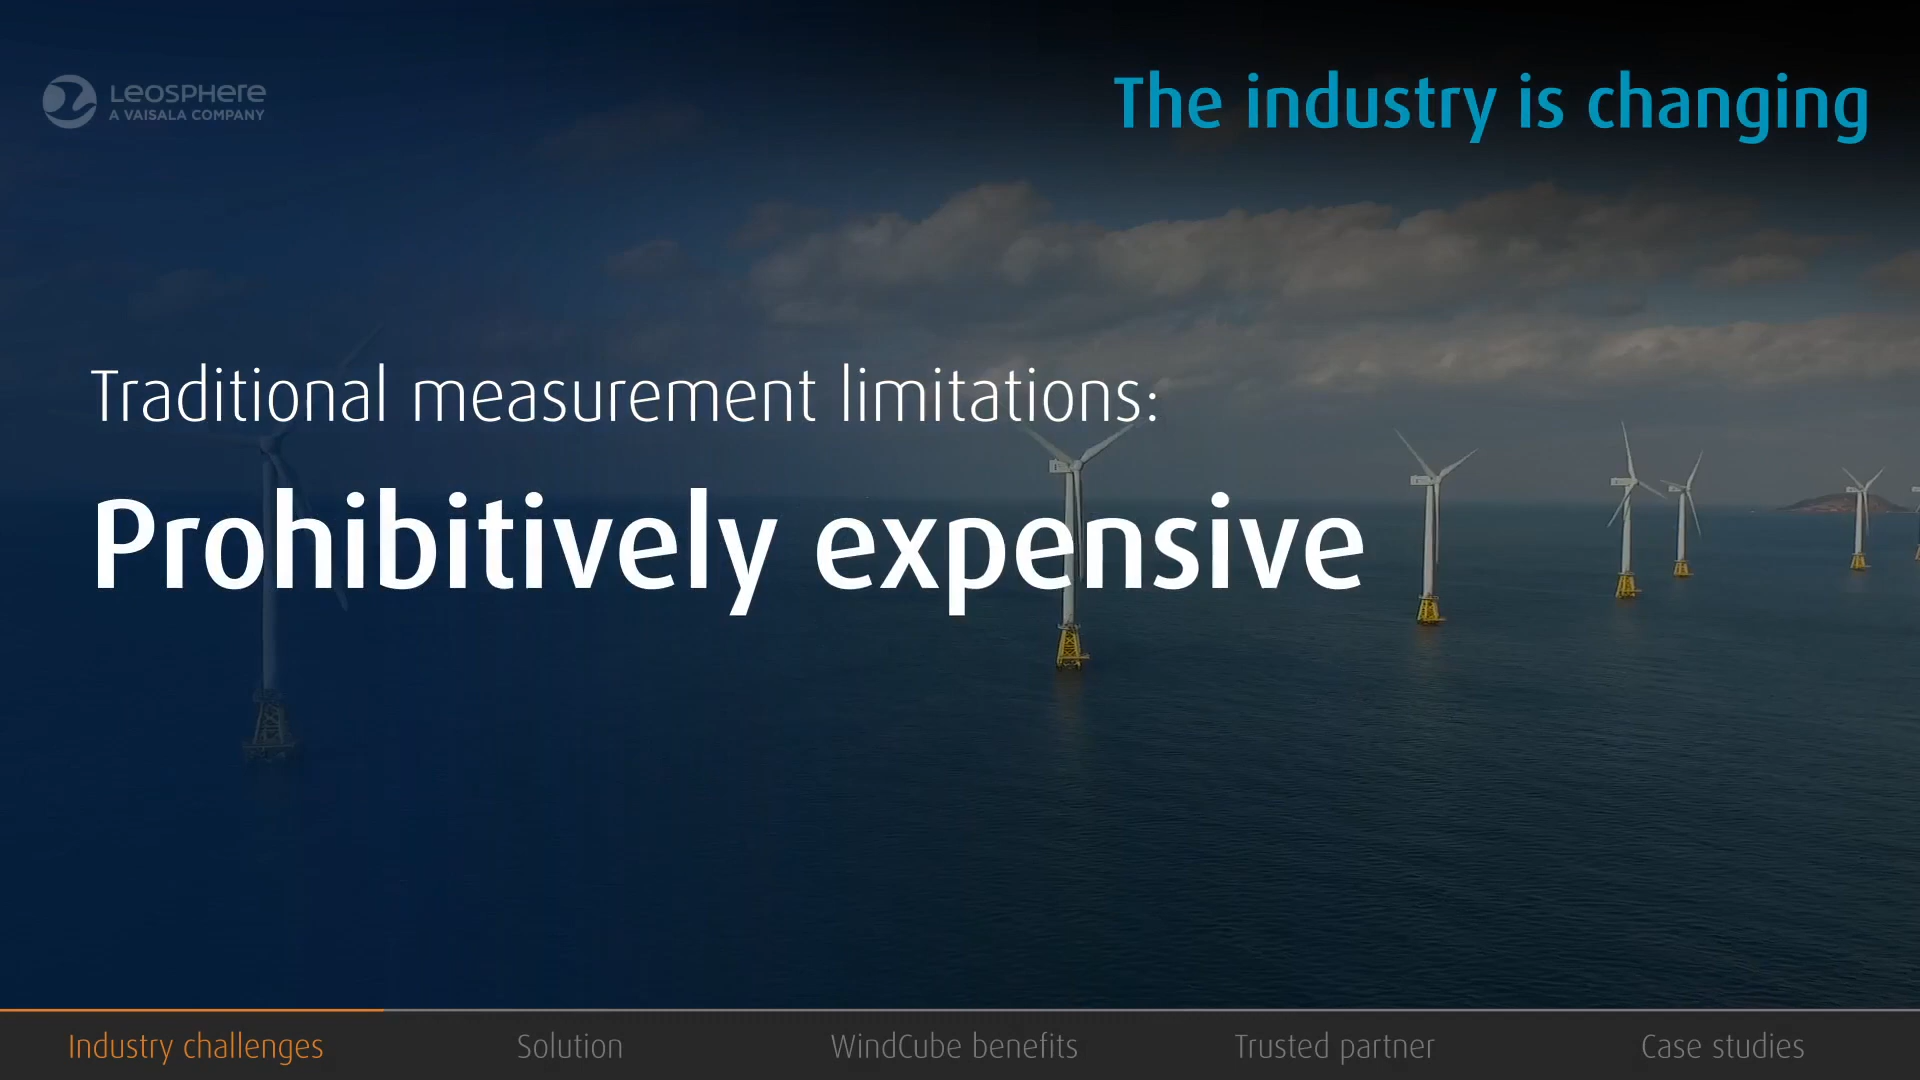 LEOSPHERE
A VAISALA COMPANY
The industry is changing
Traditional measurement limitations:
Prohibitively expensive
Industry challenges
Solution
WindCube benefits
Trusted partner
Case studies